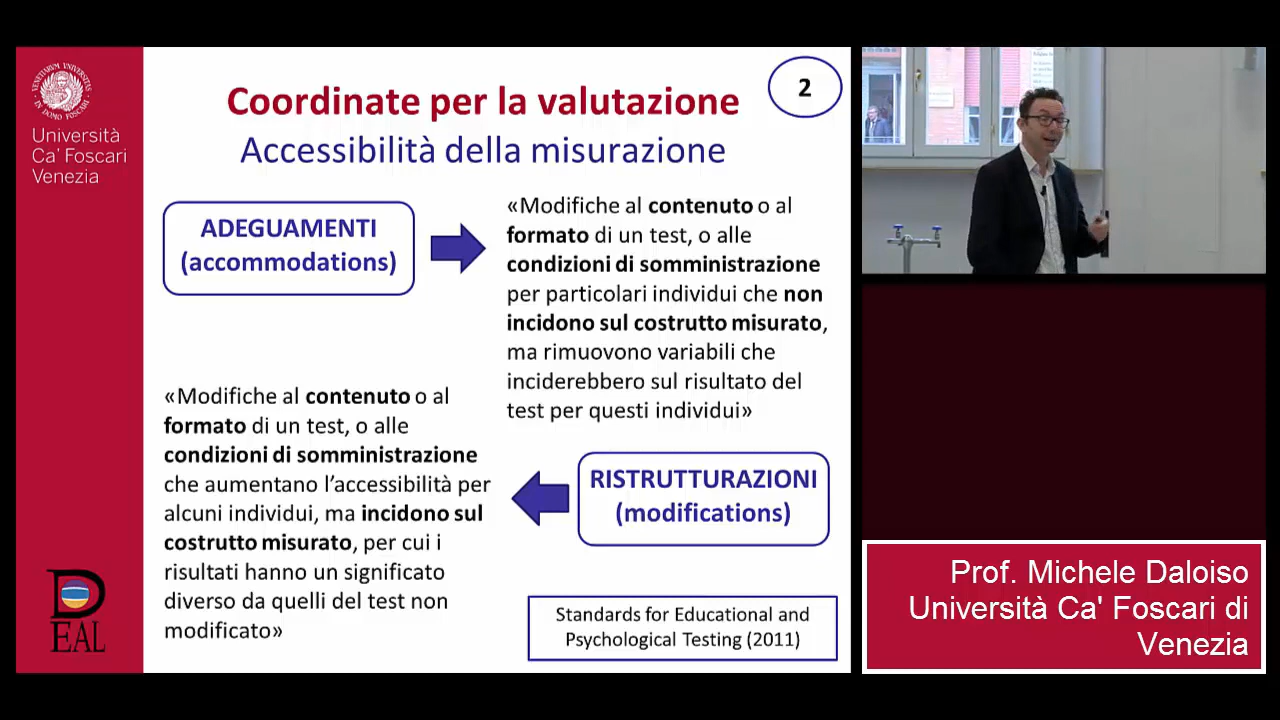 Università
Ca' Foscari
Venezia
Coordinate per la valutazione
Accessibilità della misurazione
2
ADEGUAMENTI
(accommodations)
«Modifiche al contenuto o al
formato di un test, o alle
condizioni di somministrazione
per particolari individui che non
incidono sul costrutto misurato,
ma rimuovono variabili che
inciderebbero sul risultato del
test per questi individui»
«Modifiche al contenuto o al
formato di un test, o alle
condizioni di somministrazione
che aumentano l'accessibilità per
alcuni individui, ma incidono sul
costrutto misurato, per cui i
risultati hanno un significato
diverso da quelli del test non
modificato»
RISTRUTTURAZIONI
(modifications)
Standards for Educational and
Psychological Testing (2011)
DEAL
Prof. Michele Daloiso
Università Ca' Foscari di
Venezia